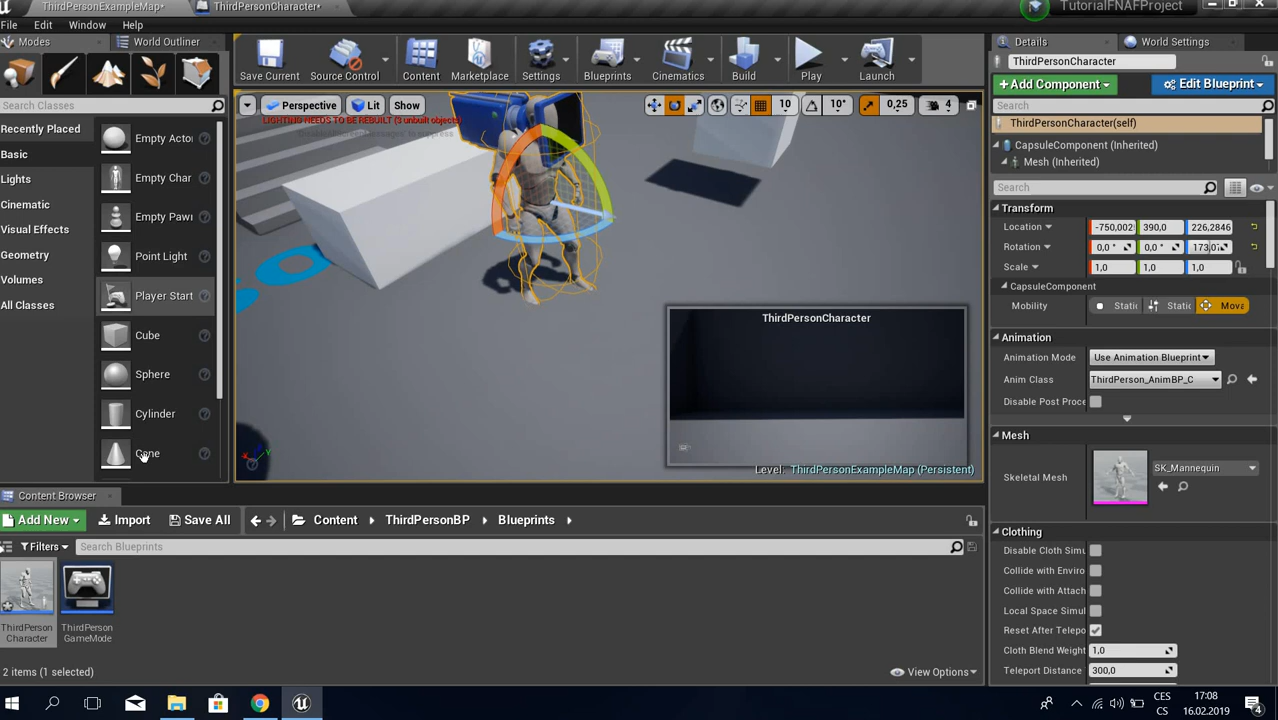 ThirdPersonExampleMap*
ThirdPersonCharacter*
TutorialFNAFProject
File Edit Window Help
Modes
World Outliner
Search Classes
Recently Placed
Basic
Lights
Cinematic
Visual Effects
Geometry
Volumes
All Classes
Empty Acto
Empty Char
Empty Pawn
Point Light
Player Start
Cube
Sphere
Cylinder
Cone
Save Current
Source Control
Content
Marketplace
Settings
Blueprints
Cinematics
Build
Play
Launch
Perspective
Lit
Show
10
10°
0,25
4
LIGHTING NEEDS TO BE REBUILT (3 unbuilt objects)
ThirdPersonCharacter
Level: ThirdPersonExampleMap (Persistent)
Details
World Settings
ThirdPersonCharacter
+Add Component
Edit Blueprint
Search
ThirdPersonCharacter(self)
CapsuleComponent (Inherited)
Mesh (Inherited)
Search
Transform
Location -750,002 390,0 226,2846
Rotation 0,0 ° 0,0 °
Scale 1,0 1,0 1,0
CapsuleComponent
Mobility Static Static Mova
Animation
Animation Mode Use Animation Blueprint
Anim Class ThirdPerson_AnimBP_C
Disable Post Proce
Mesh
Skeletal Mesh
SK_Mannequin
Clothing
Disable Cloth Simu
Collide with Enviro
Collide with Attach
Local Space Simul
Reset After Telepo
Cloth Blend Weight 1,0
Teleport Distance 300,0
Content Browser
Add New
Import
Save All
Content
ThirdPersonBP
Blueprints
Filters
Search Blueprints
ThirdPerson
Character
ThirdPerson
GameMode
2 items (1 selected)
View Options
CES
CS
17:08
16.02.2019
4